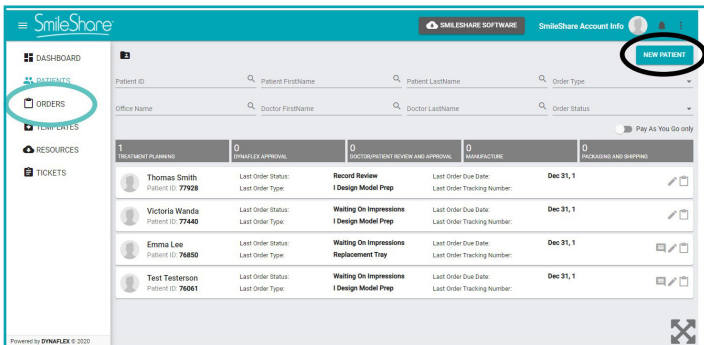 SmileShare
SMILESHARE SOFTWARE
SmileShare Account Info
DASHBOARD
PATIENTS
ORDERS
TEMPLATES
RESOURCES
TICKETS
NEW PATIENT
Patient ID
Patient FirstName
Patient LastName
Order Type
Office Name
Doctor FirstName
Doctor LastName
Order Status
Pay As You Go only
1 0 0 0 0
TREATMENT PLANNING DYNAFLEX APPROVAL DOCTOR/PATIENT REVIEW AND APPROVAL MANUFACTURE PACKAGING AND SHIPPING
Thomas Smith Last Order Status: Record Review Last Order Due Date: Dec 31, 1
Patient ID: 77928 Last Order Type: I Design Model Prep Last Order Tracking Number:
Victoria Wanda Last Order Status: Waiting On Impressions Last Order Due Date: Dec 31, 1
Patient ID: 77440 Last Order Type: I Design Model Prep Last Order Tracking Number:
Emma Lee Last Order Status: Waiting On Impressions Last Order Due Date: Dec 31, 1
Patient ID: 76850 Last Order Type: Replacement Tray Last Order Tracking Number:
Test Testerson Last Order Status: Waiting On Impressions Last Order Due Date: Dec 31, 1
Patient ID: 76061 Last Order Type: I Design Model Prep Last Order Tracking Number:
Powered by DYNAFLEX © 2020